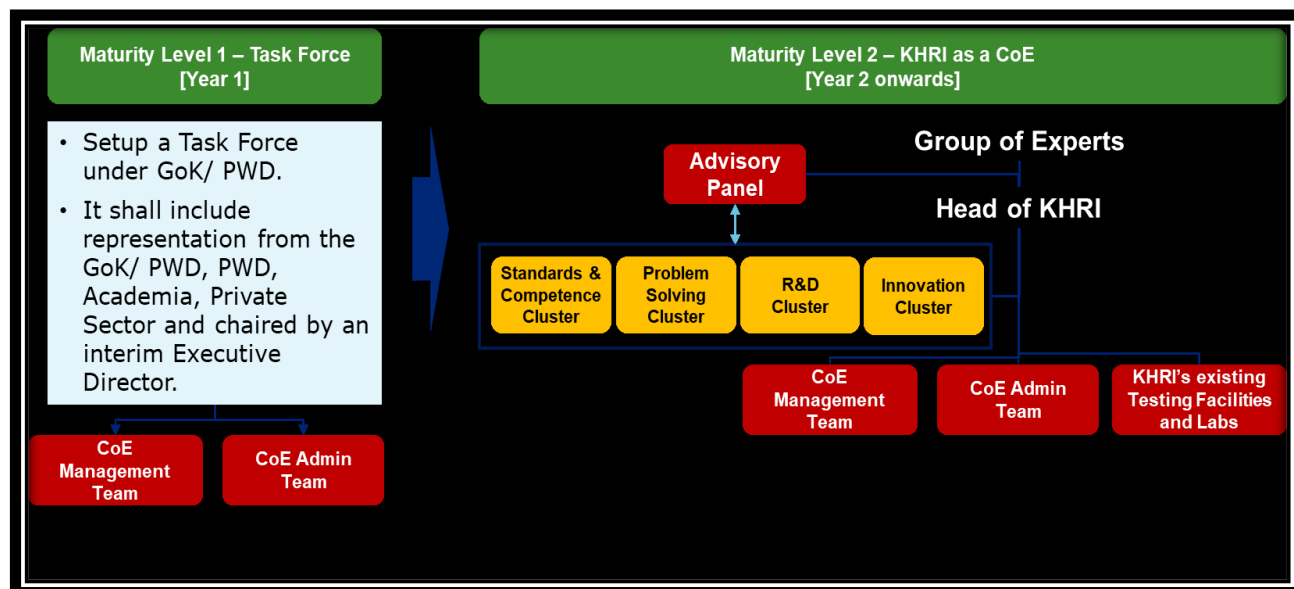 Maturity Level 1 – Task Force
[Year 1]
• Setup a Task Force
under GoK/ PWD.
• It shall include
representation from the
GoK/ PWD, PWD,
Academia, Private
Sector and chaired by an
interim Executive
Director.
CoE
Management
Team
CoE Admin
Team
Maturity Level 2 – KHRI as a CoE
[Year 2 onwards]
Group of Experts
Advisory
Panel
Head of KHRI
Standards &
Competence
Cluster
Problem
Solving
Cluster
R&D
Cluster
Innovation
Cluster
CoE
Management
Team
CoE Admin
Team
KHRI's existing
Testing Facilities
and Labs